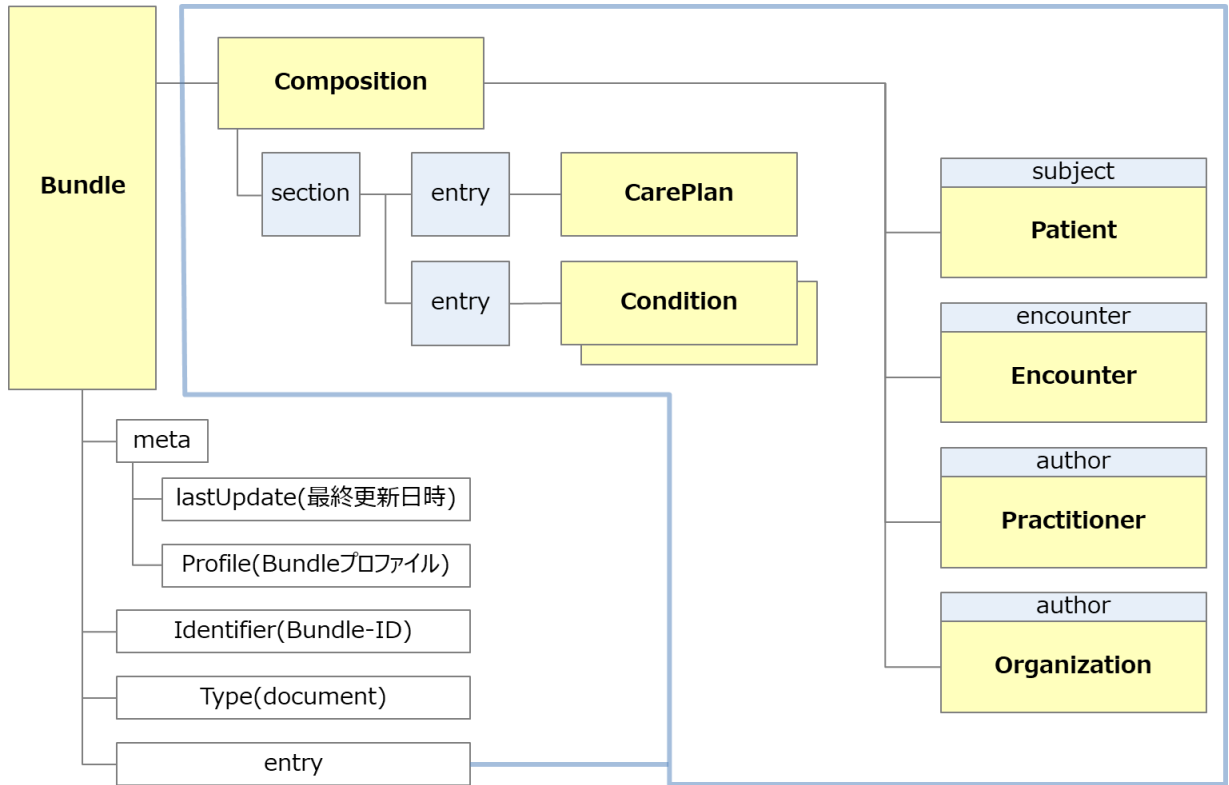 Bundle
Composition
section
entry
CarePlan
entry
Condition
subject
Patient
encounter
Encounter
author
Practitioner
author
Organization
meta
lastUpdate(最終更新日時)
Profile(Bundleプロファイル)
Identifier(Bundle-ID)
Type(document)
entry